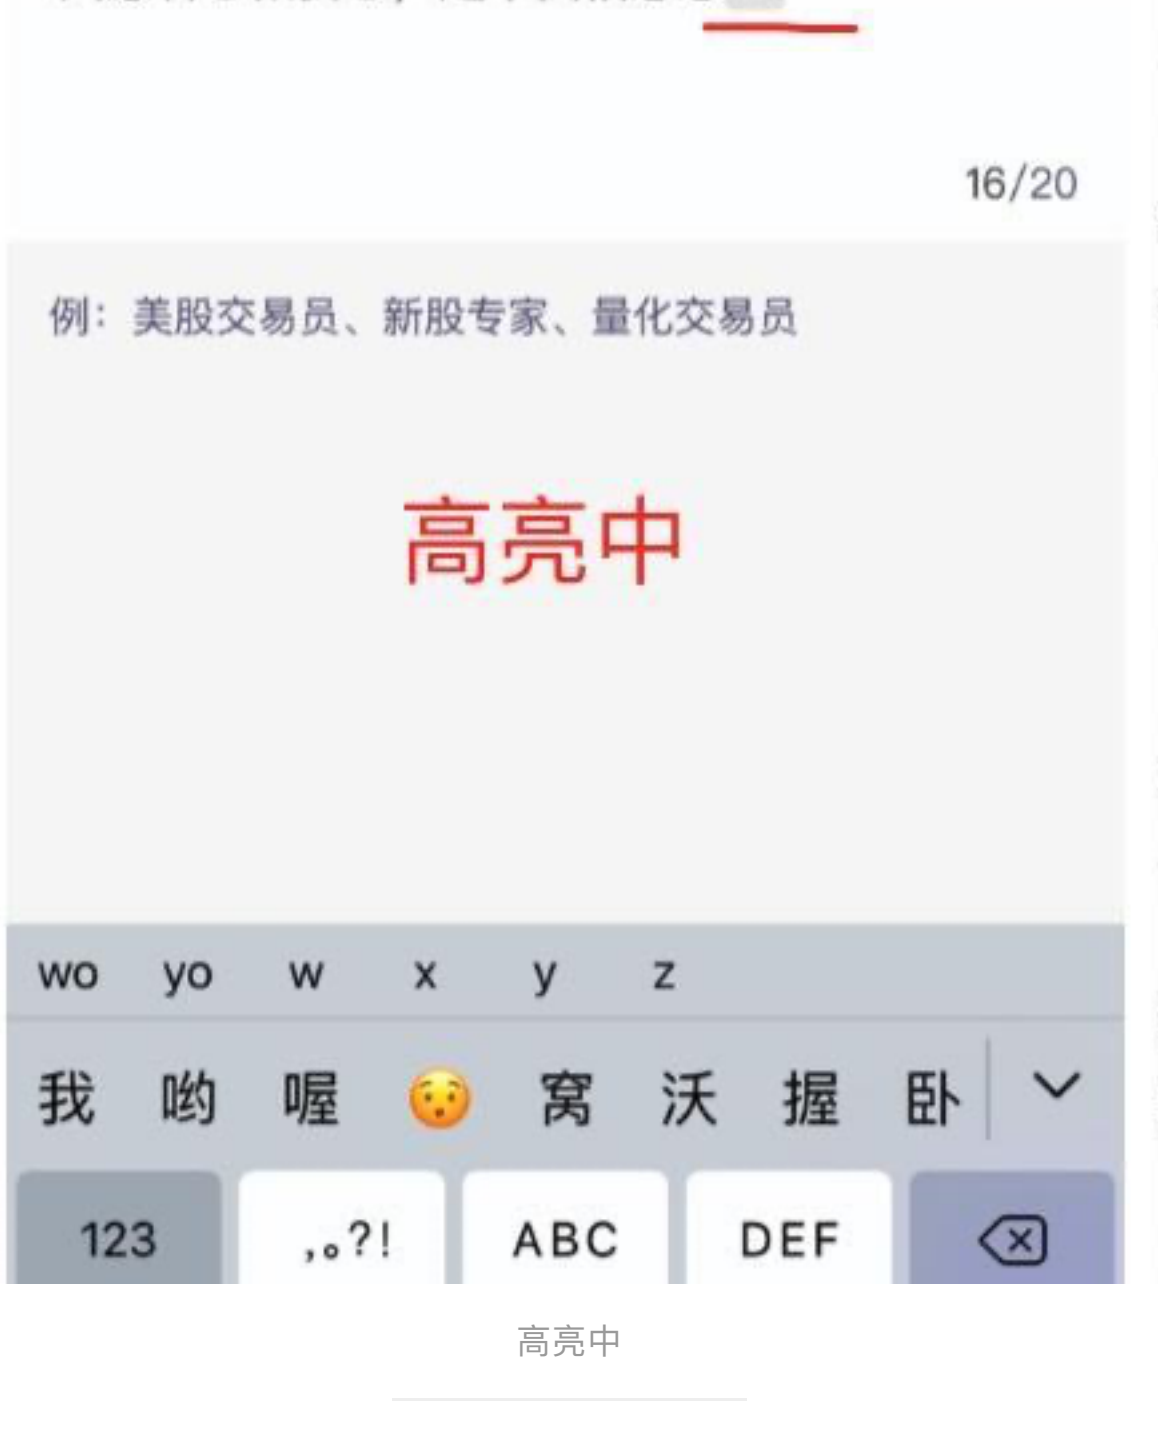 16/20
例：美股交易员、新股专家、量化交易员
高亮中
wo yo w x y z
我 哟 喔 😯 窝 沃 握 卧
123 ,。?! ABC DEF
高亮中